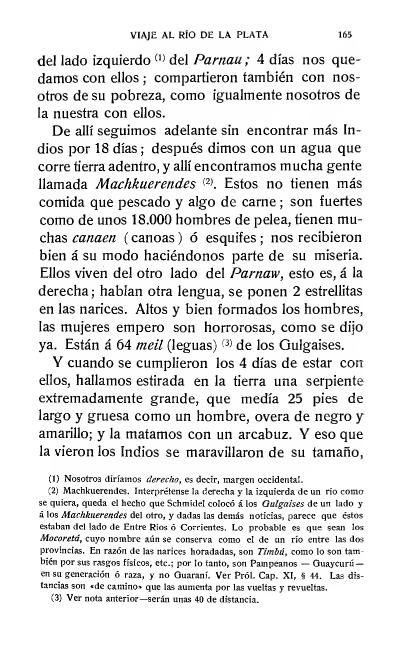 VIAJE AL RÍO DE LA PLATA 165
del lado izquierdo (1) del Parnau; 4 días nos que-
damos con ellos; compartieron también con nos-
otros de su pobreza, como igualmente nosotros de
la nuestra con ellos.
De allí seguimos adelante sin encontrar más In-
dios por 18 días; después dimos con un agua que
corre tierra adentro, y allí encontramos mucha gente
llamada Machkuerendes (2). Estos no tienen más
comida que pescado y algo de carne; son fuertes
como de unos 18.000 hombres de pelea, tienen mu-
chas canaen (canoas) ó esquifes; nos recibieron
bien á su modo haciéndonos parte de su miseria.
Ellos viven del otro lado del Parnaw, esto es, á la
derecha; hablan otra lengua, se ponen 2 estrellitas
en las narices. Altos y bien formados los hombres,
las mujeres empero son horrorosas, como se dijo
ya. Están á 64 meil (leguas) (3) de los Gulgaises.
Y cuando se cumplieron los 4 días de estar con
ellos, hallamos estirada en la tierra una serpiente
extremadamente grande, que medía 25 pies de
largo y gruesa como un hombre, overa de negro y
amarillo; y la matamos con un arcabuz. Y eso que
la vieron los Indios se maravillaron de su tamaño,
(1) Nosotros diríamos derecho, es decir, margen occidental.
(2) Machkuerendes. Interprétense la derecha y la izquierda de un río como
se quiera, queda el hecho que Schmidel colocó á los Gulgaises de un lado y
á los Machkuerendes del otro, y dadas las demás noticias, parece que éstos
estaban del lado de Entre Ríos ó Corrientes. Lo probable es que sean los
Mocoretá, cuyo nombre aún se conserva como el de un río entre las dos
provincias. En razón de las narices horadadas, son Timbú, como lo son tam-
bién por sus rasgos físicos, etc.; por lo tanto, son Pampeanos — Guaycurú —
en su generación ó raza, y no Guaraní. Ver Pról. Cap. XI, § 44. Las dis-
tancias son «de camino» que las aumenta por las vueltas y revueltas.
(3) Ver nota anterior—serán unas 40 de distancia.